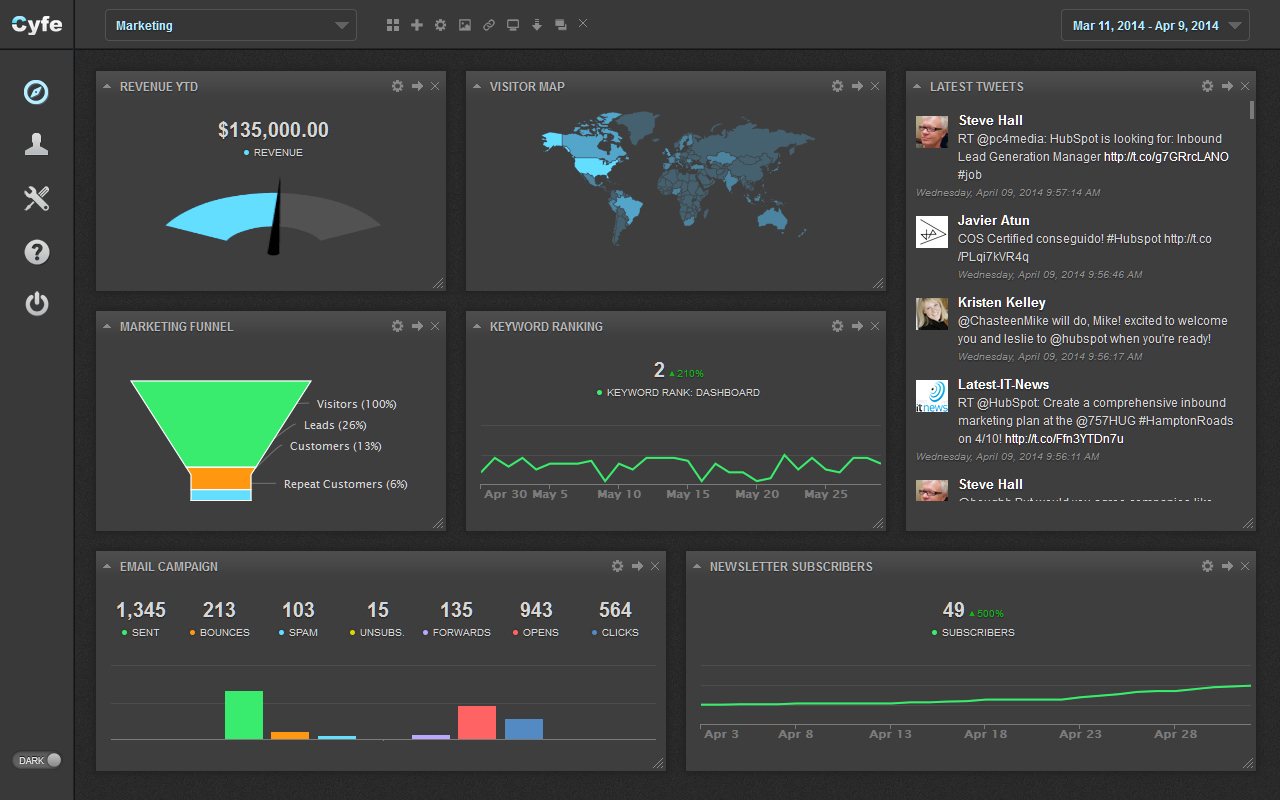 Cyfe
Marketing
Mar 11, 2014 - Apr 9, 2014
REVENUE YTD
$135,000.00
REVENUE
VISITOR MAP
LATEST TWEETS
Steve Hall
RT @pc4media: HubSpot is looking for: Inbound
Lead Generation Manager http://t.co/g7GRrcLANO
#job
Wednesday, April 09, 2014 9:57:14 AM
Javier Atun
COS Certified conseguido! #Hubspot http://t.co
/PLqi7kVR4q
Wednesday, April 09, 2014 9:56:46 AM
Kristen Kelley
@ChasteenMike will do, Mike! excited to welcome
you and leslie to @hubspot when you're ready!
Wednesday, April 09, 2014 9:56:17 AM
Latest-IT-News
itnews
RT @HubSpot: Create a comprehensive inbound
marketing plan at the @757HUG #HamptonRoads
on 4/10! http://t.co/Ffn3YTDn7u
Wednesday, April 09, 2014 9:56:11 AM
Steve Hall
MARKETING FUNNEL
Visitors (100%)
Leads (26%)
Customers (13%)
Repeat Customers (6%)
KEYWORD RANKING
2 ▲210%
KEYWORD RANK: DASHBOARD
Apr 30 May 5 May 10 May 15 May 20 May 25
EMAIL CAMPAIGN
1,345 213 103 15 135 943 564
SENT BOUNCES SPAM UNSUBS. FORWARDS OPENS CLICKS
NEWSLETTER SUBSCRIBERS
49 ▲500%
SUBSCRIBERS
Apr 3 Apr 8 Apr 13 Apr 18 Apr 23 Apr 28
DARK